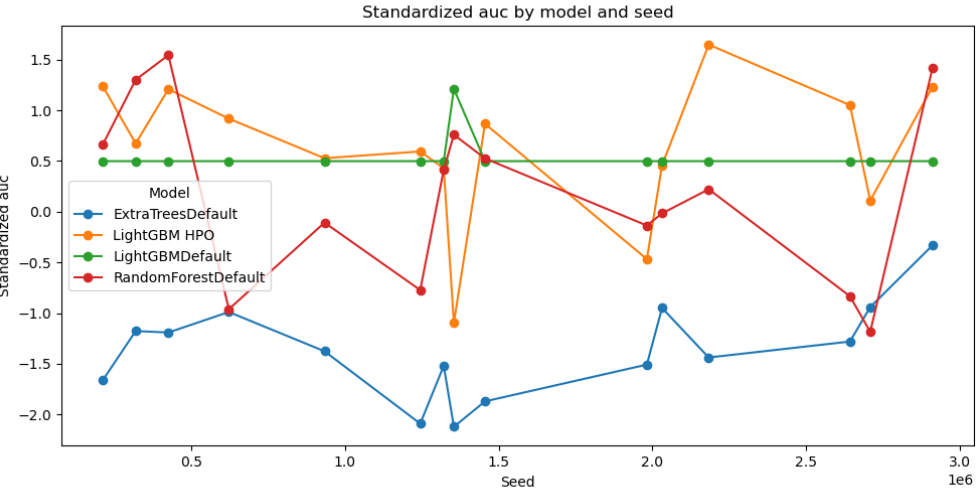 Standardized auc by model and seed
Standardized auc
1.5
1.0
0.5
0.0
−0.5
−1.0
−1.5
−2.0
Model
ExtraTreesDefault
LightGBM HPO
LightGBMDefault
RandomForestDefault
0.5
1.0
1.5
2.0
2.5
3.0
1e6
Seed